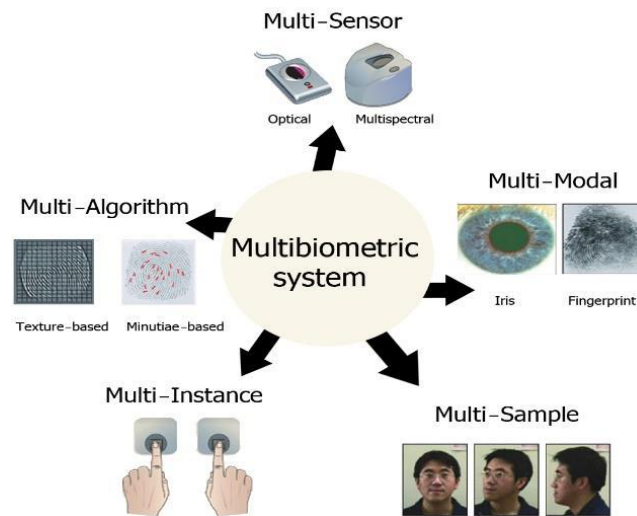 Multi-Sensor
Optical
Multispectral
Multi-Modal
Iris
Fingerprint
Multi-Algorithm
Texture-based
Minutiae-based
Multibiometric
system
Multi-Instance
Multi-Sample